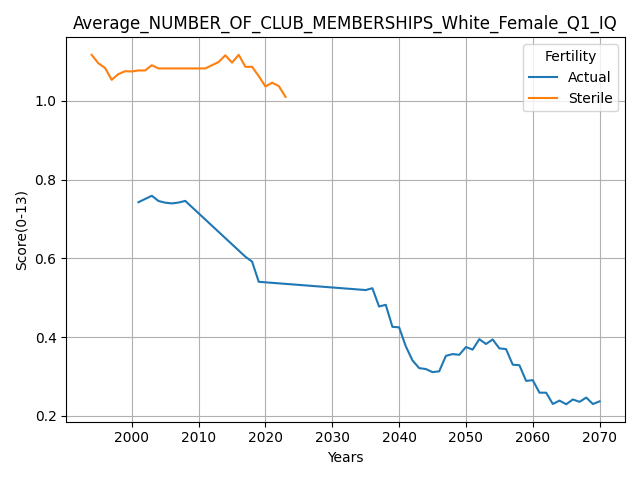 Average_NUMBER_OF_CLUB_MEMBERSHIPS_White_Female_Q1_IQ
Fertility
Actual
Sterile
Score(0-13)
1.0
0.8
0.6
0.4
0.2
2000 2010 2020 2030 2040 2050 2060 2070
Years